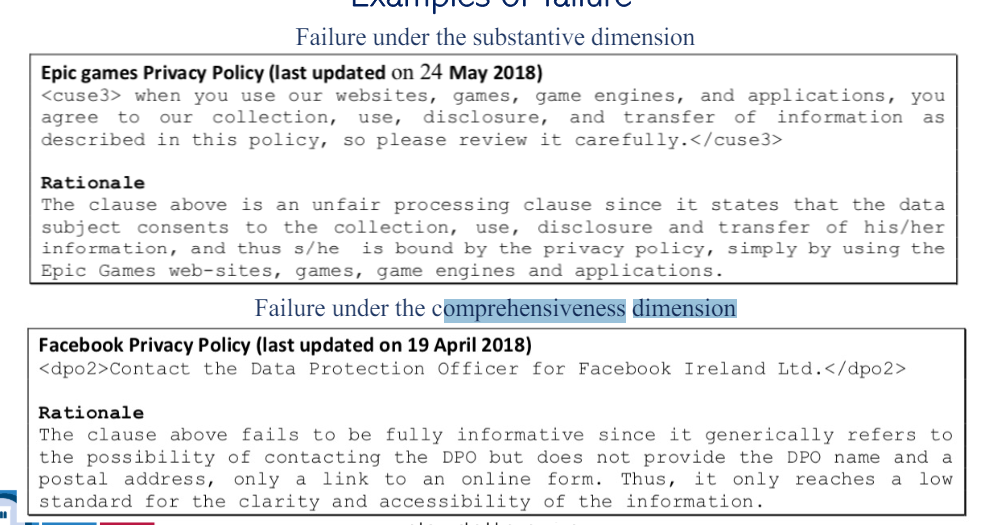 Examples of failure
Failure under the substantive dimension
Epic games Privacy Policy (last updated on 24 May 2018)
<cuse3> when you use our websites, games, game engines, and applications, you
agree to our collection, use, disclosure, and transfer of information as
described in this policy, so please review it carefully.</cuse3>
Rationale
The clause above is an unfair processing clause since it states that the data
subject consents to the collection, use, disclosure and transfer of his/her
information, and thus s/he is bound by the privacy policy, simply by using the
Epic Games web-sites, games, game engines and applications.
Failure under the comprehensiveness dimension
Facebook Privacy Policy (last updated on 19 April 2018)
<dpo2>Contact the Data Protection Officer for Facebook Ireland Ltd.</dpo2>
Rationale
The clause above fails to be fully informative since it generically refers to
the possibility of contacting the DPO but does not provide the DPO name and a
postal address, only a link to an online form. Thus, it only reaches a low
standard for the clarity and accessibility of the information.